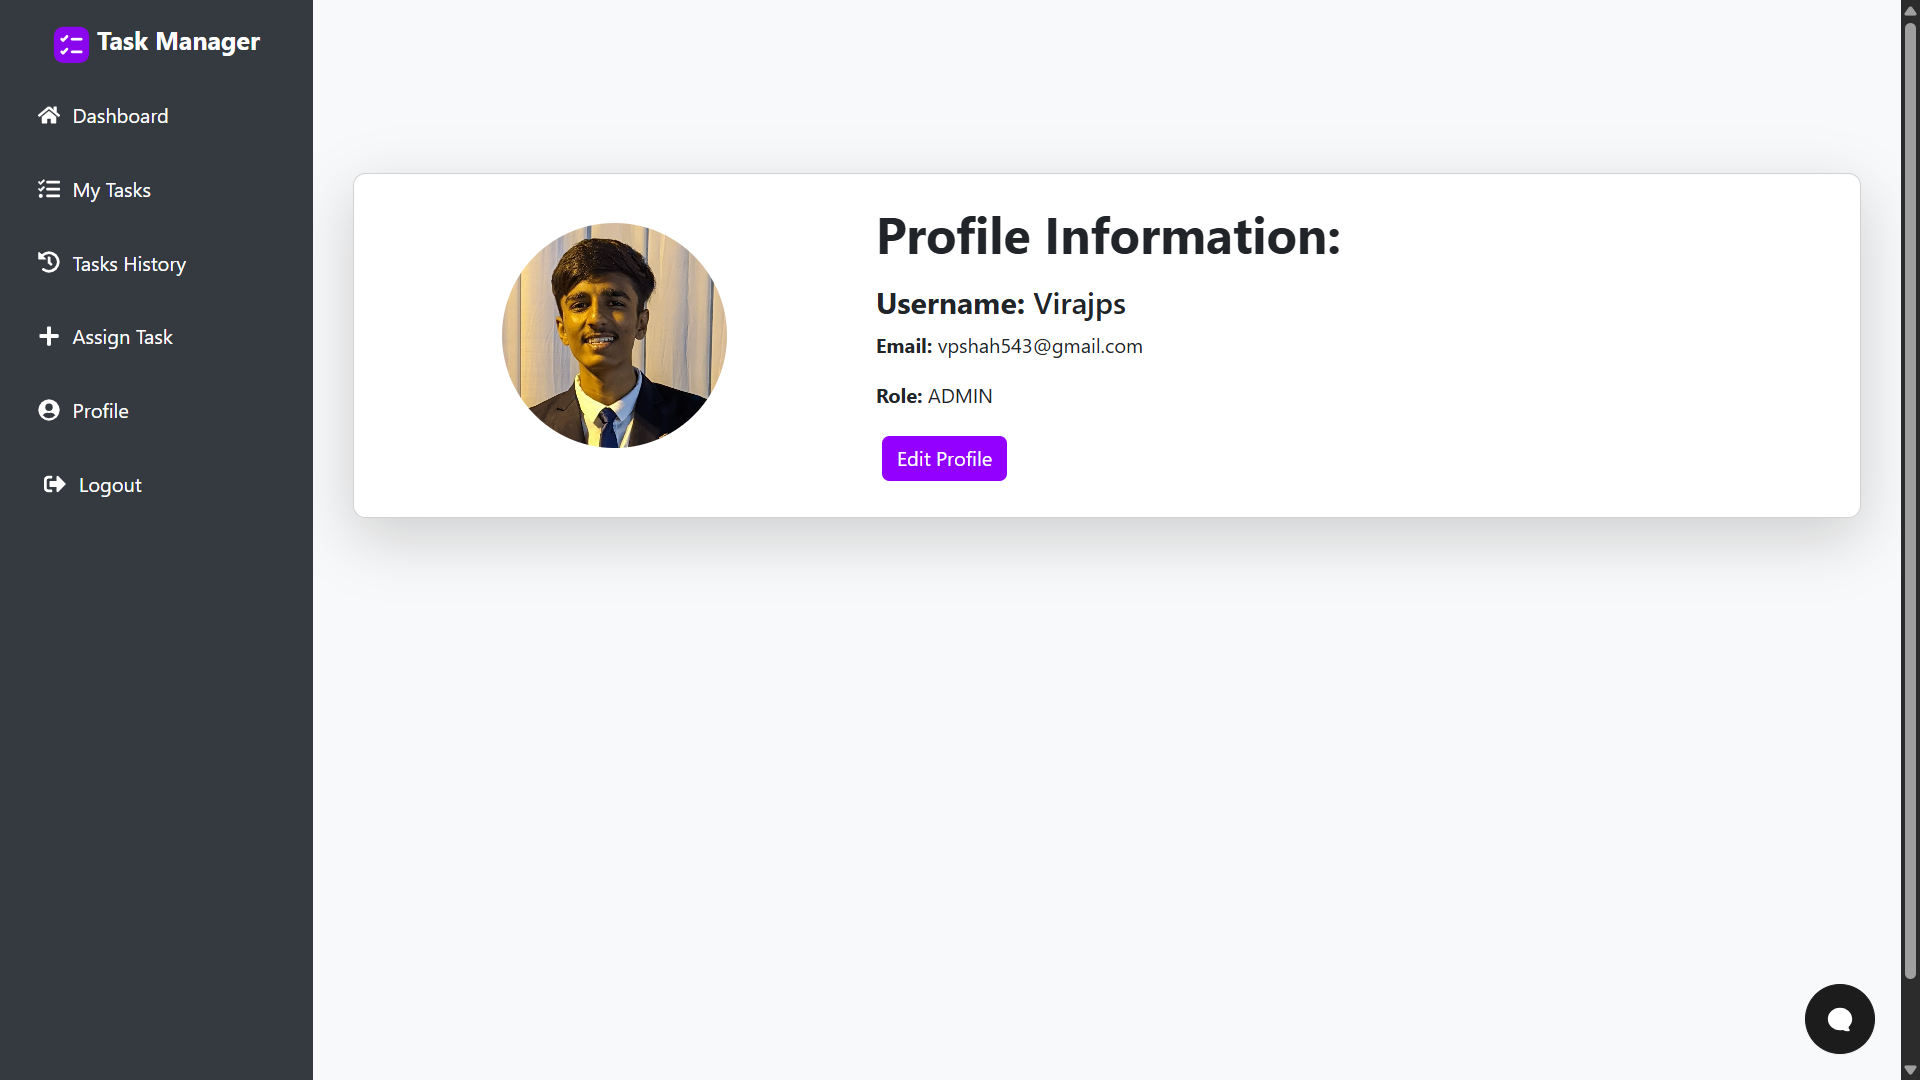 Task Manager
Dashboard
My Tasks
Tasks History
Assign Task
Profile
Logout
Profile Information:
Username: Virajps
Email: vpshah543@gmail.com
Role: ADMIN
Edit Profile